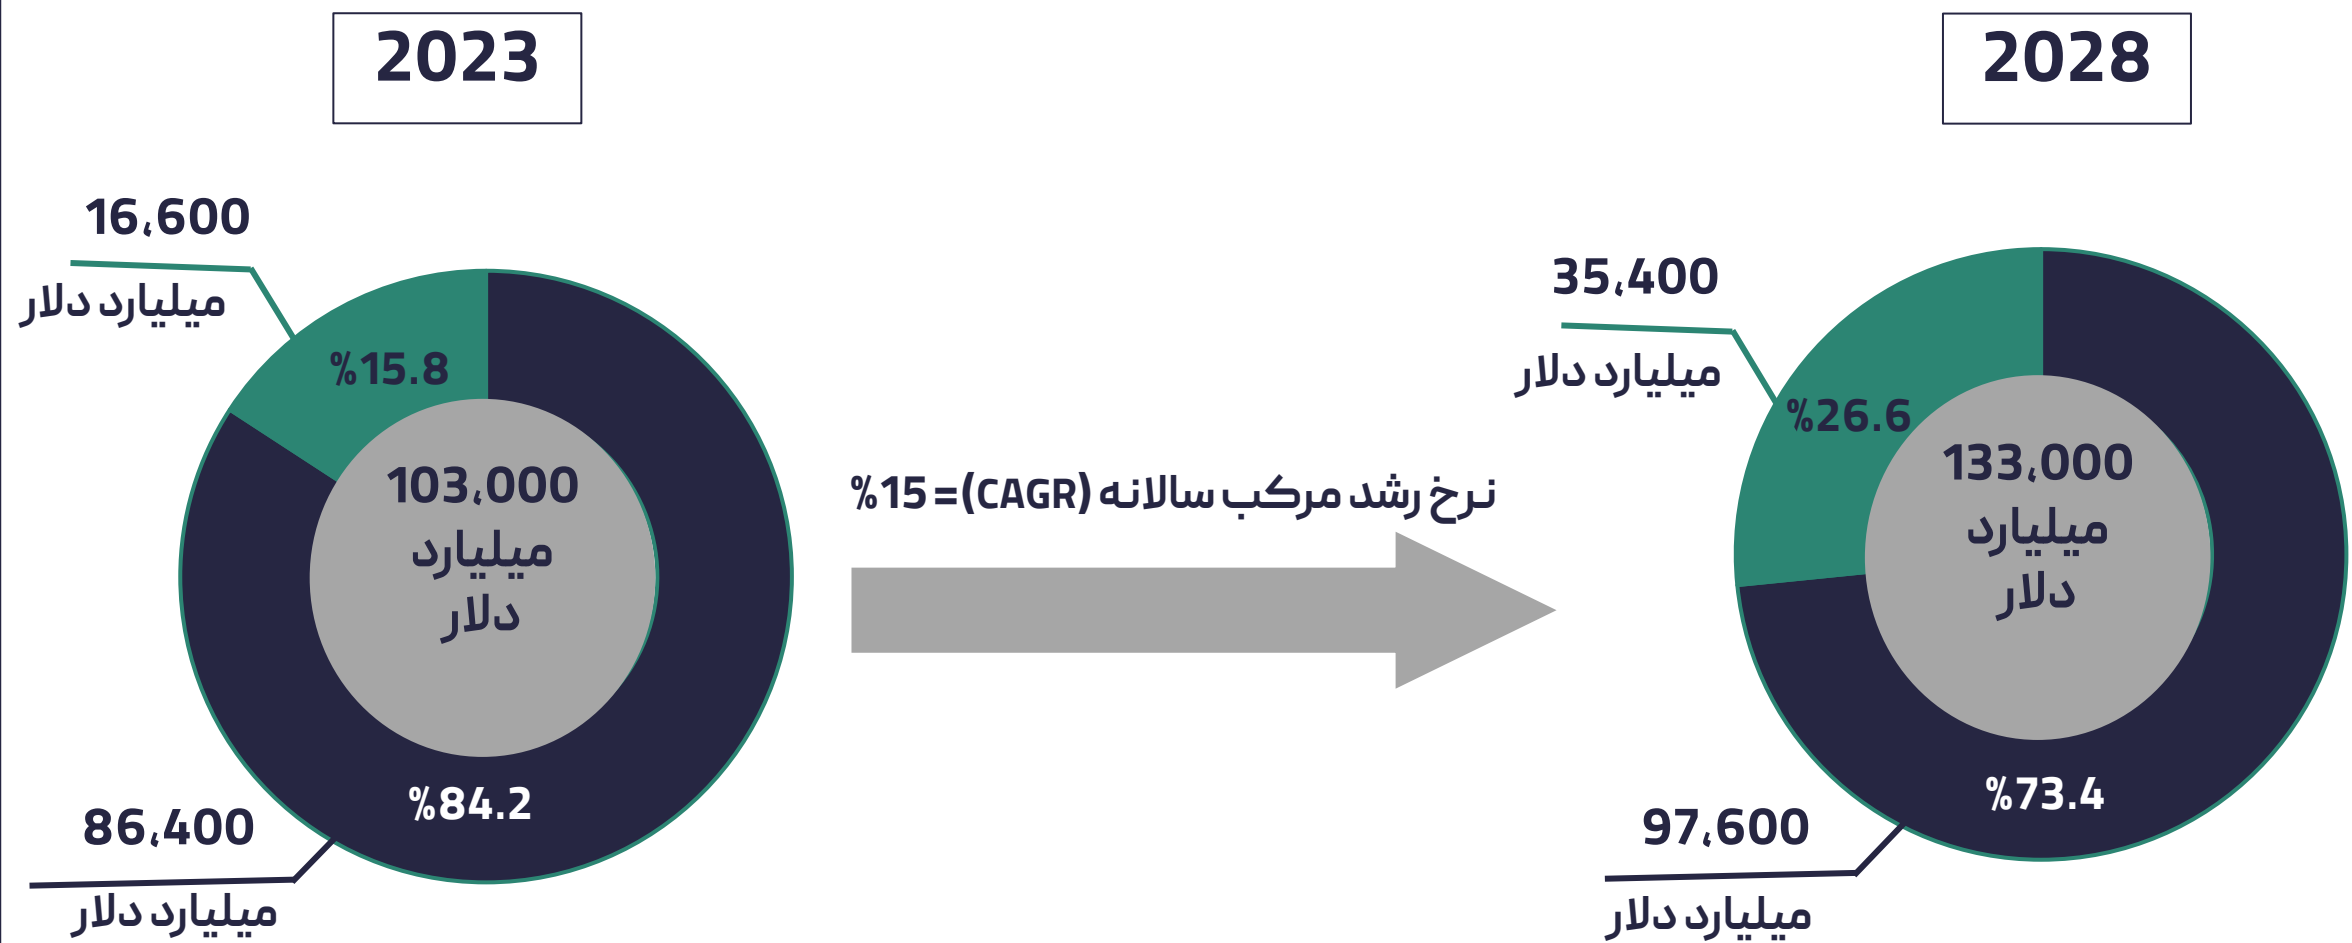 2023
16،600
میلیارد دلار
%15.8
103،000
میلیارد
دلار
%84.2
86،400
میلیارد دلار
نرخ رشد مرکب سالانه (CAGR)= %15
2028
35،400
میلیارد دلار
%26.6
133،000
میلیارد
دلار
%73.4
97،600
میلیارد دلار